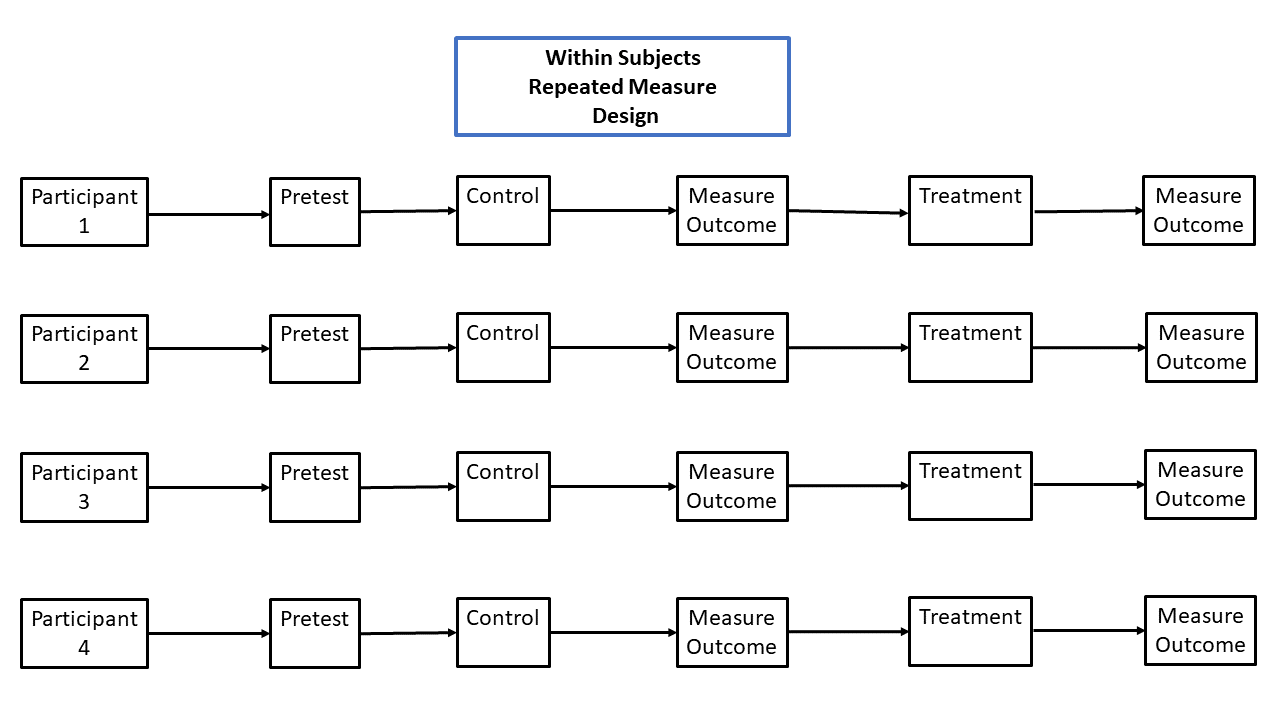 Within Subjects
Repeated Measure
Design
Participant
1
Pretest
Control
Measure
Outcome
Treatment
Measure
Outcome
Participant
2
Pretest
Control
Measure
Outcome
Treatment
Measure
Outcome
Participant
3
Pretest
Control
Measure
Outcome
Treatment
Measure
Outcome
Participant
4
Pretest
Control
Measure
Outcome
Treatment
Measure
Outcome